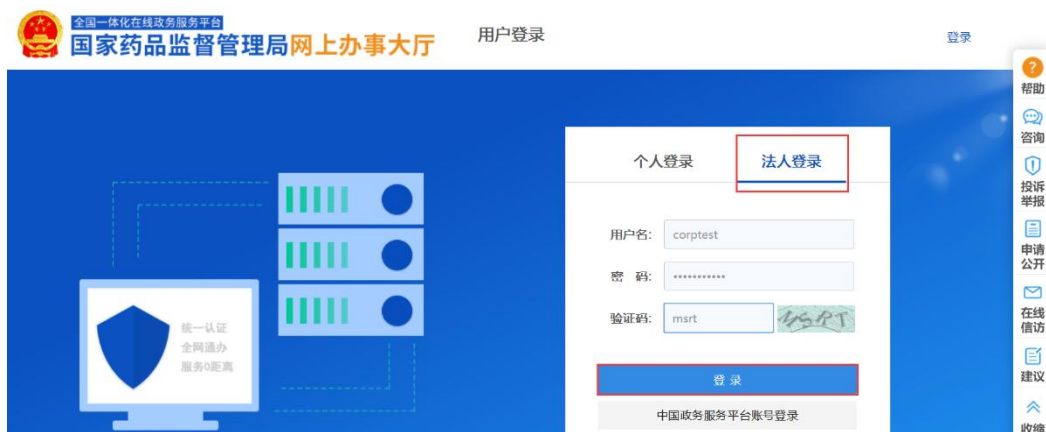 全国一体化在线政务服务平台
国家药品监督管理局网上办事大厅
用户登录
登录
个人登录
法人登录
用户名：
corptest
密 码：
•••••••••••
验证码：
msrt
MSRT
登 录
中国政务服务平台账号登录
统一认证
全网通办
服务0距离
?
帮助
咨询
投诉
举报
申请
公开
在线
信访
建议
收缩